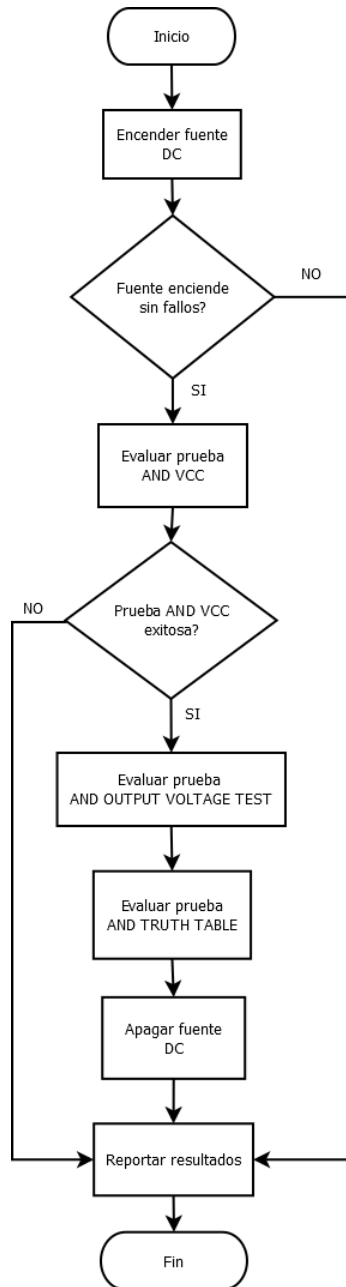 Inicio
Encender fuente
DC
Fuente enciende
sin fallos?
NO
SI
Evaluar prueba
AND VCC
Prueba AND VCC
exitosa?
NO
SI
Evaluar prueba
AND OUTPUT VOLTAGE TEST
Evaluar prueba
AND TRUTH TABLE
Apagar fuente
DC
Reportar resultados
Fin